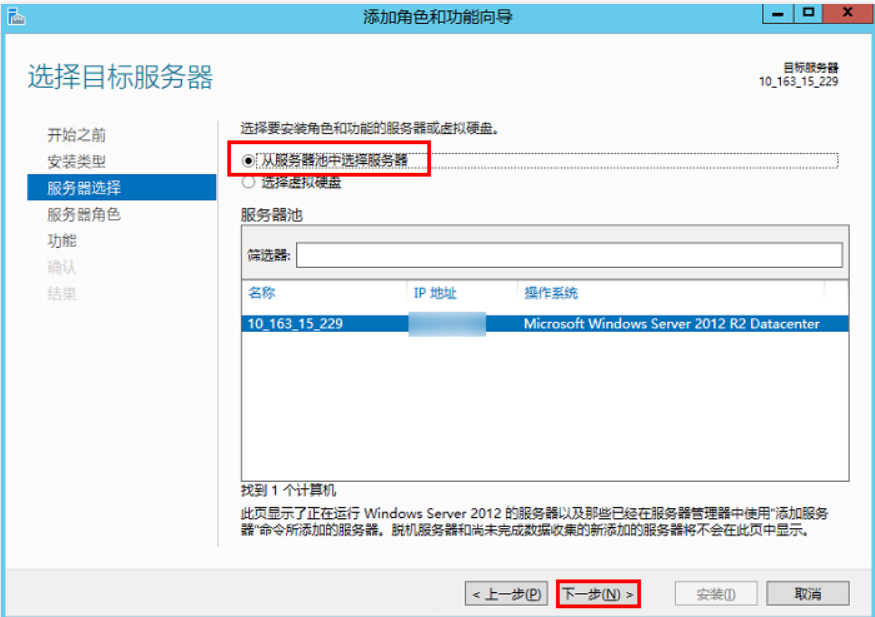 添加角色和功能向导
选择目标服务器
目标服务器
10_163_15_229
开始之前
安装类型
服务器选择
服务器角色
功能
确认
结果
选择要安装角色和功能的服务器或虚拟硬盘。
从服务器池中选择服务器
选择虚拟硬盘
服务器池
筛选器:
名称 IP 地址 操作系统
10_163_15_229 Microsoft Windows Server 2012 R2 Datacenter
找到 1 个计算机
此页显示了正在运行 Windows Server 2012 的服务器以及那些已经在服务器管理器中使用"添加服务
器"命令所添加的服务器。脱机服务器和尚未完成数据收集的新添加的服务器将不会在此页中显示。
< 上一步(P) 下一步(N) > 安装(I) 取消